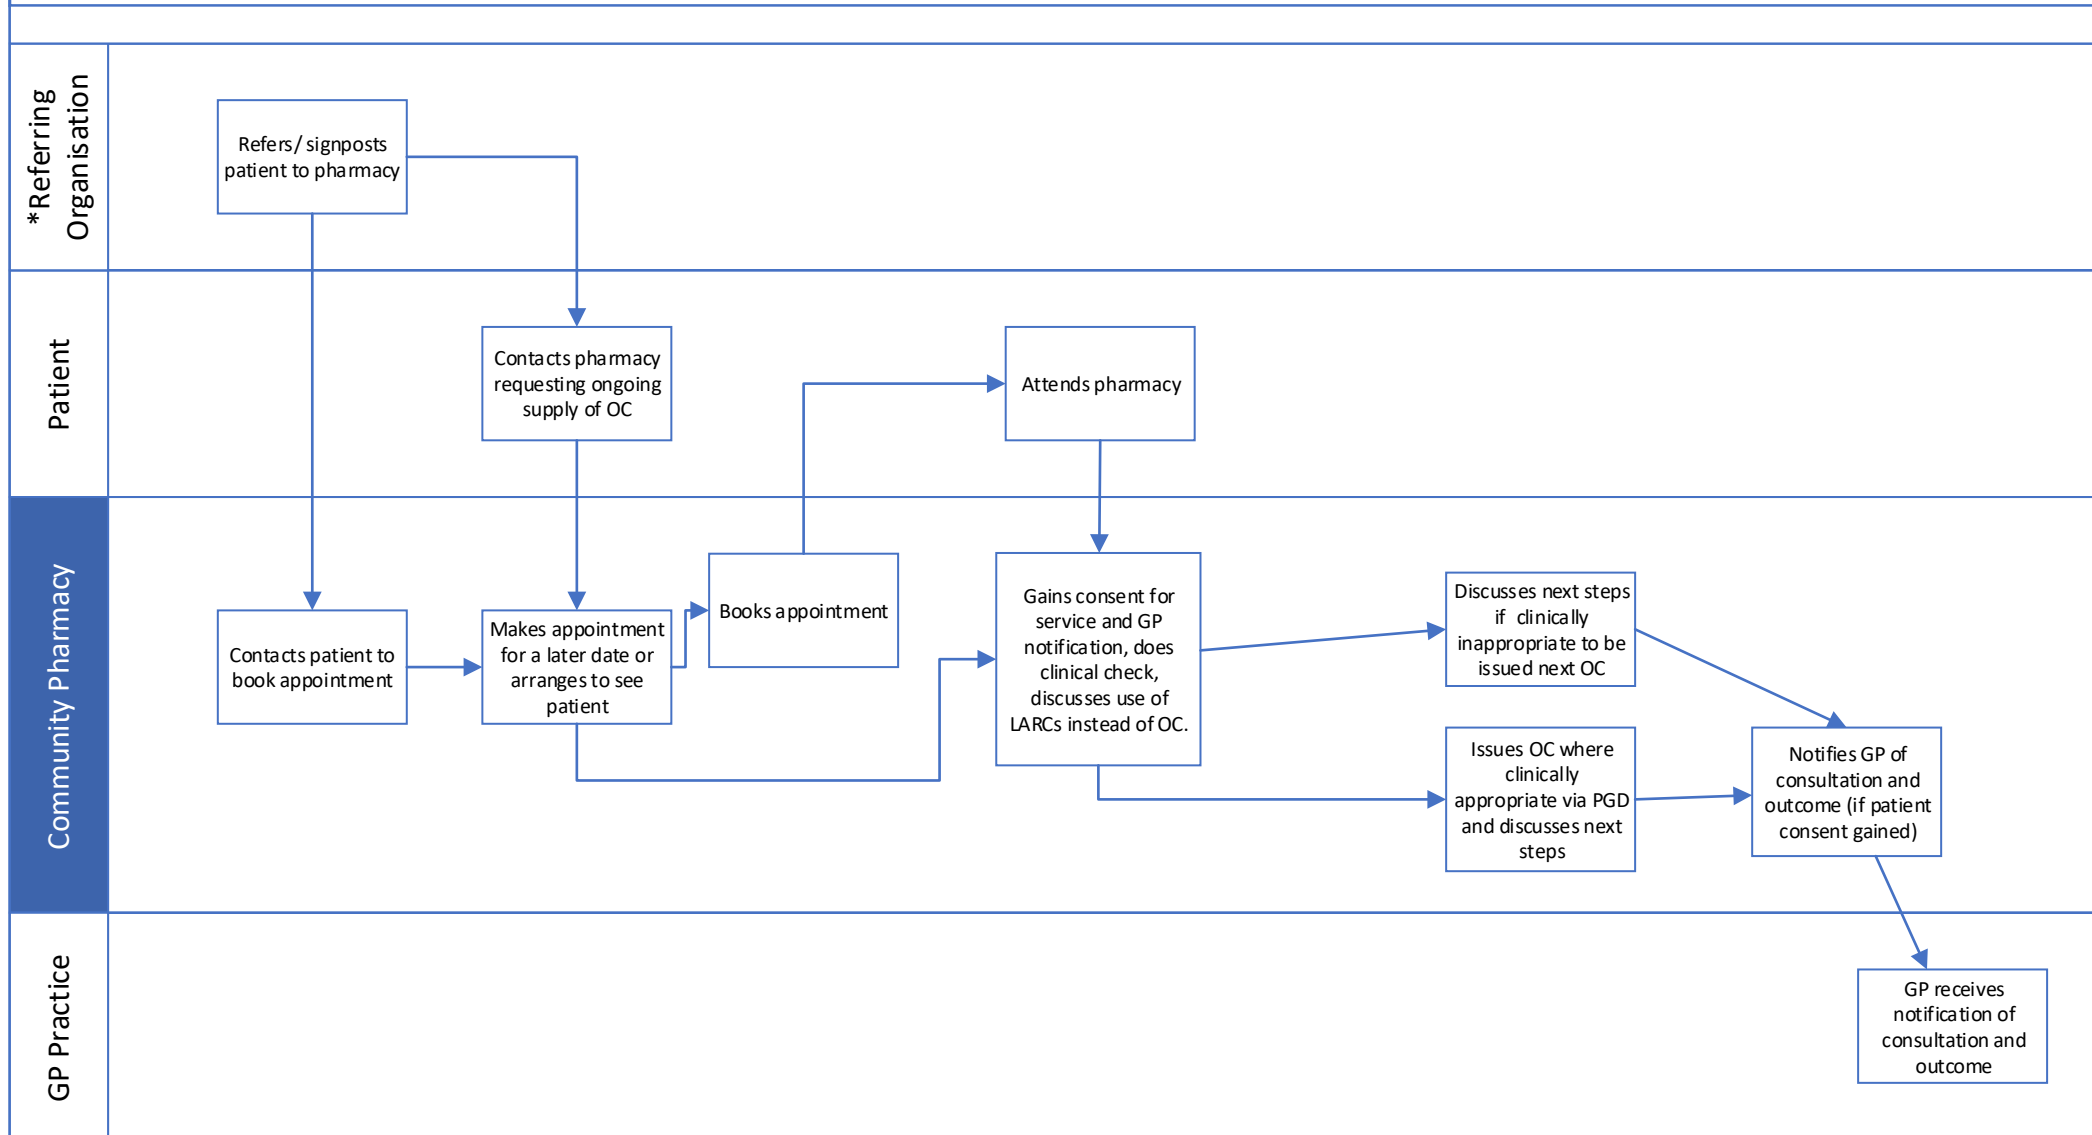 *Referring
Organisation
Refers/ signposts
patient to pharmacy
Patient
Contacts pharmacy
requesting ongoing
supply of OC
Attends pharmacy
Community Pharmacy
Contacts patient to
book appointment
Makes appointment
for a later date or
arranges to see
patient
Books appointment
Gains consent for
service and GP
notification, does
clinical check,
discusses use of
LARCs instead of OC.
Discusses next steps
if clinically
inappropriate to be
issued next OC
Issues OC where
clinically
appropriate via PGD
and discusses next
steps
Notifies GP of
consultation and
outcome (if patient
consent gained)
GP Practice
GP receives
notification of
consultation and
outcome